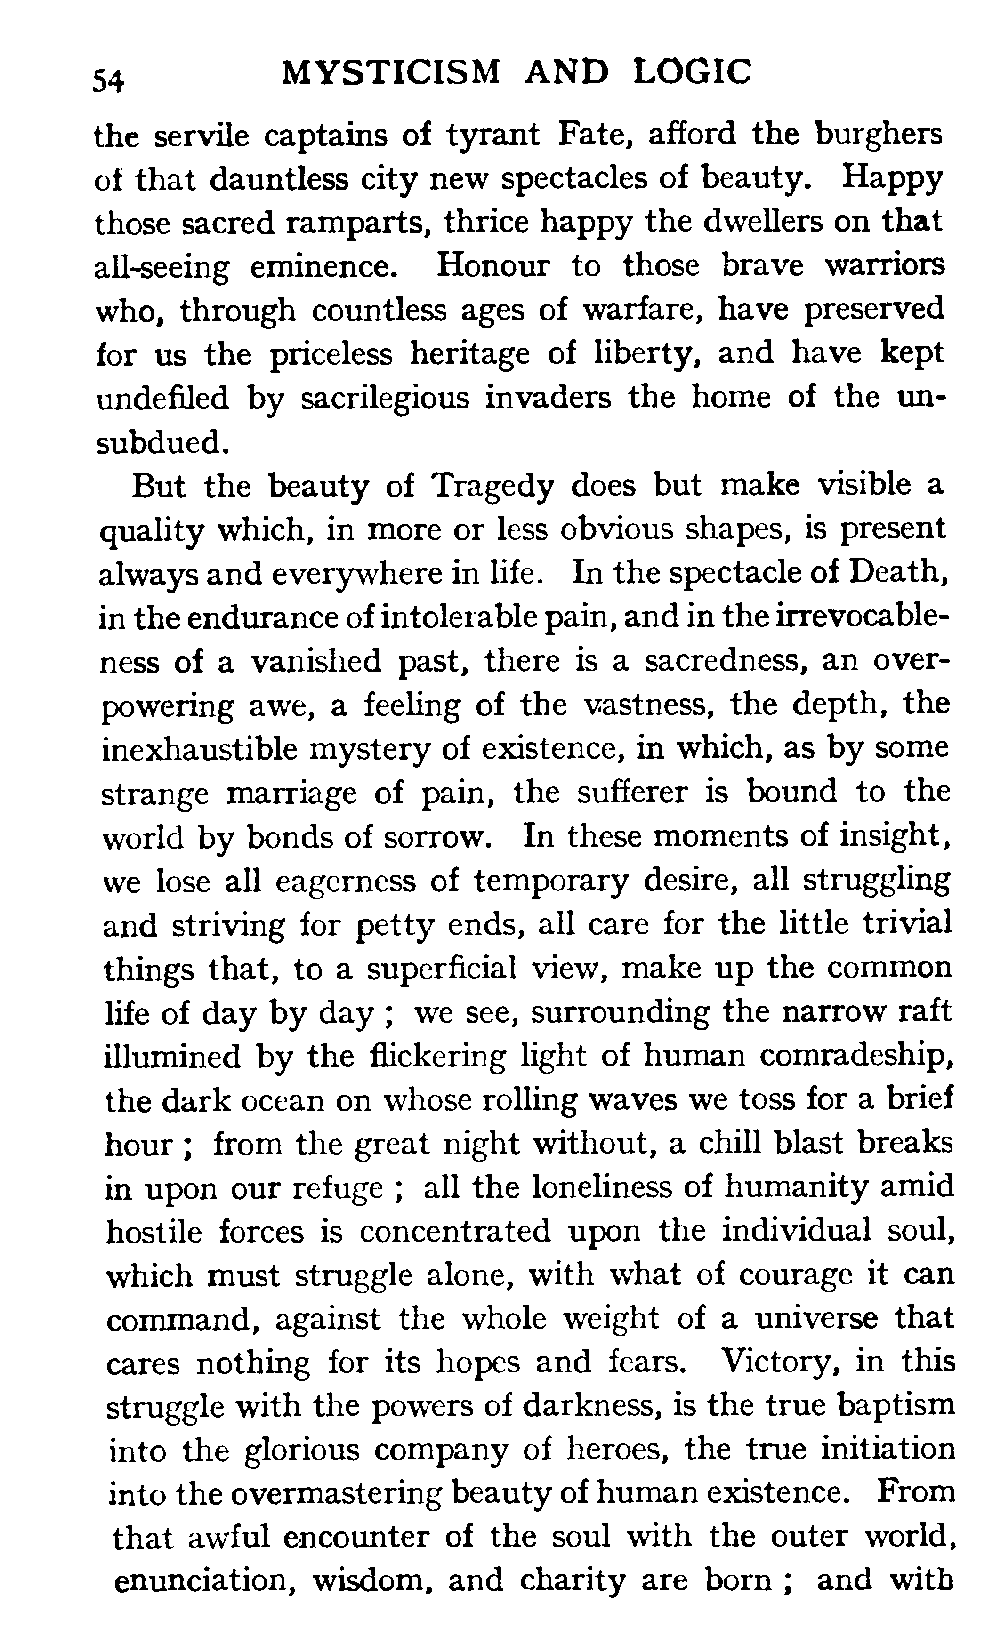 54 MYSTICISM AND LOGIC
the servile captains of tyrant Fate, afford the burghers
of that dauntless city new spectacles of beauty. Happy
those sacred ramparts, thrice happy the dwellers on that
all-seeing eminence. Honour to those brave warriors
who, through countless ages of warfare, have preserved
for us the priceless heritage of liberty, and have kept
undefiled by sacrilegious invaders the home of the un-
subdued.
But the beauty of Tragedy does but make visible a
quality which, in more or less obvious shapes, is present
always and everywhere in life. In the spectacle of Death,
in the endurance of intolerable pain, and in the irrevocable-
ness of a vanished past, there is a sacredness, an over-
powering awe, a feeling of the vastness, the depth, the
inexhaustible mystery of existence, in which, as by some
strange marriage of pain, the sufferer is bound to the
world by bonds of sorrow. In these moments of insight,
we lose all eagerness of temporary desire, all struggling
and striving for petty ends, all care for the little trivial
things that, to a superficial view, make up the common
life of day by day ; we see, surrounding the narrow raft
illumined by the flickering light of human comradeship,
the dark ocean on whose rolling waves we toss for a brief
hour ; from the great night without, a chill blast breaks
in upon our refuge ; all the loneliness of humanity amid
hostile forces is concentrated upon the individual soul,
which must struggle alone, with what of courage it can
command, against the whole weight of a universe that
cares nothing for its hopes and fears. Victory, in this
struggle with the powers of darkness, is the true baptism
into the glorious company of heroes, the true initiation
into the overmastering beauty of human existence. From
that awful encounter of the soul with the outer world,
enunciation, wisdom, and charity are born ; and with